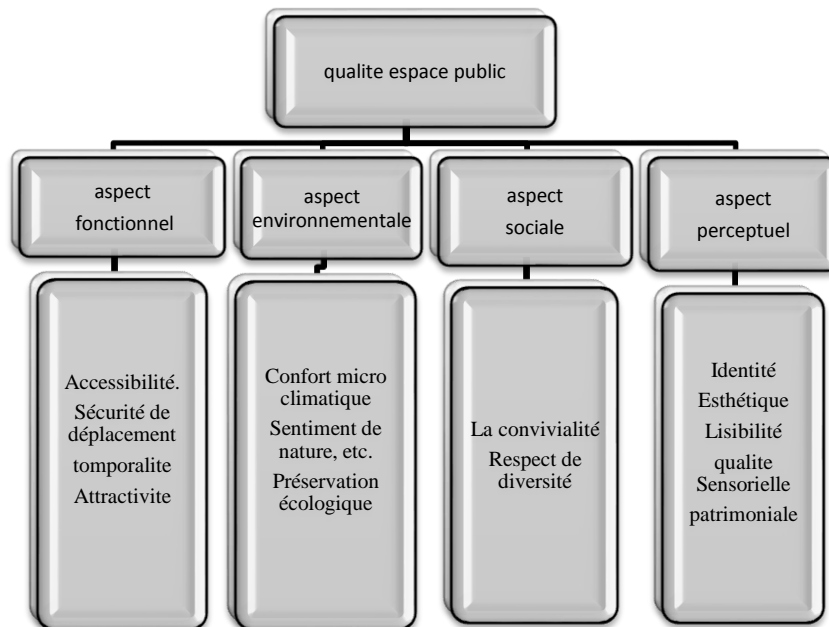 qualite espace public
aspect
fonctionnel
aspect
environnementale
aspect
sociale
aspect
perceptuel
Accessibilité.
Sécurité de
déplacement
tomporalite
Attractivite
Confort micro
climatique
Sentiment de
nature, etc.
Préservation
écologique
La convivialité
Respect de
diversité
Identité
Esthétique
Lisibilité
qualite
Sensorielle
patrimoniale